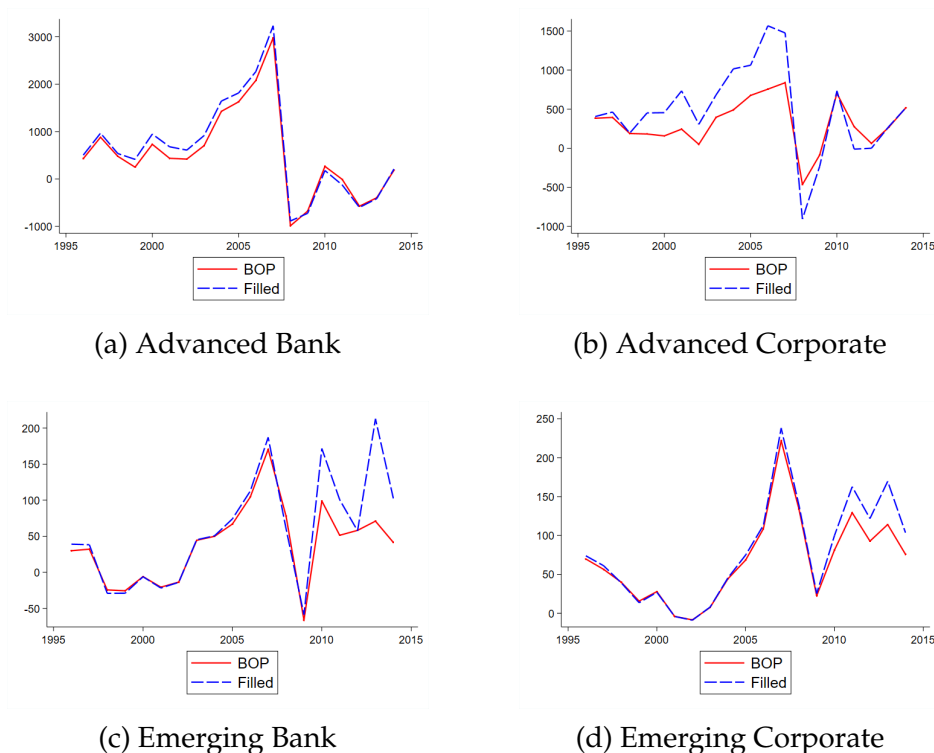 3000
2000
1000
0
-1000
1995 2000 2005 2010 2015
BOP
Filled
(a) Advanced Bank
1500
1000
500
0
-500
-1000
1995 2000 2005 2010 2015
BOP
Filled
(b) Advanced Corporate
200
150
100
50
0
-50
1995 2000 2005 2010 2015
BOP
Filled
(c) Emerging Bank
250
200
150
100
50
0
1995 2000 2005 2010 2015
BOP
Filled
(d) Emerging Corporate